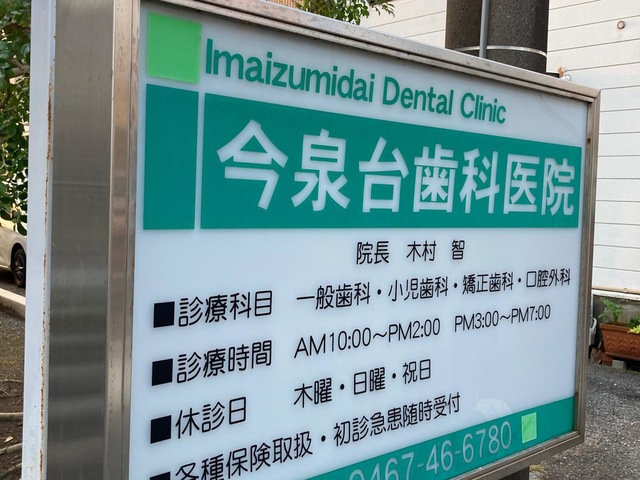 Imaizumidai Dental Clinic
今泉台歯科医院
院長 木村 智
■診療科目 一般歯科・小児歯科・矯正歯科・口腔外科
■診療時間 AM10:00～PM2:00 PM3:00～PM7:00
■休診日 木曜・日曜・祝日
■各種保険取扱・初診急患随時受付
0467-46-6780